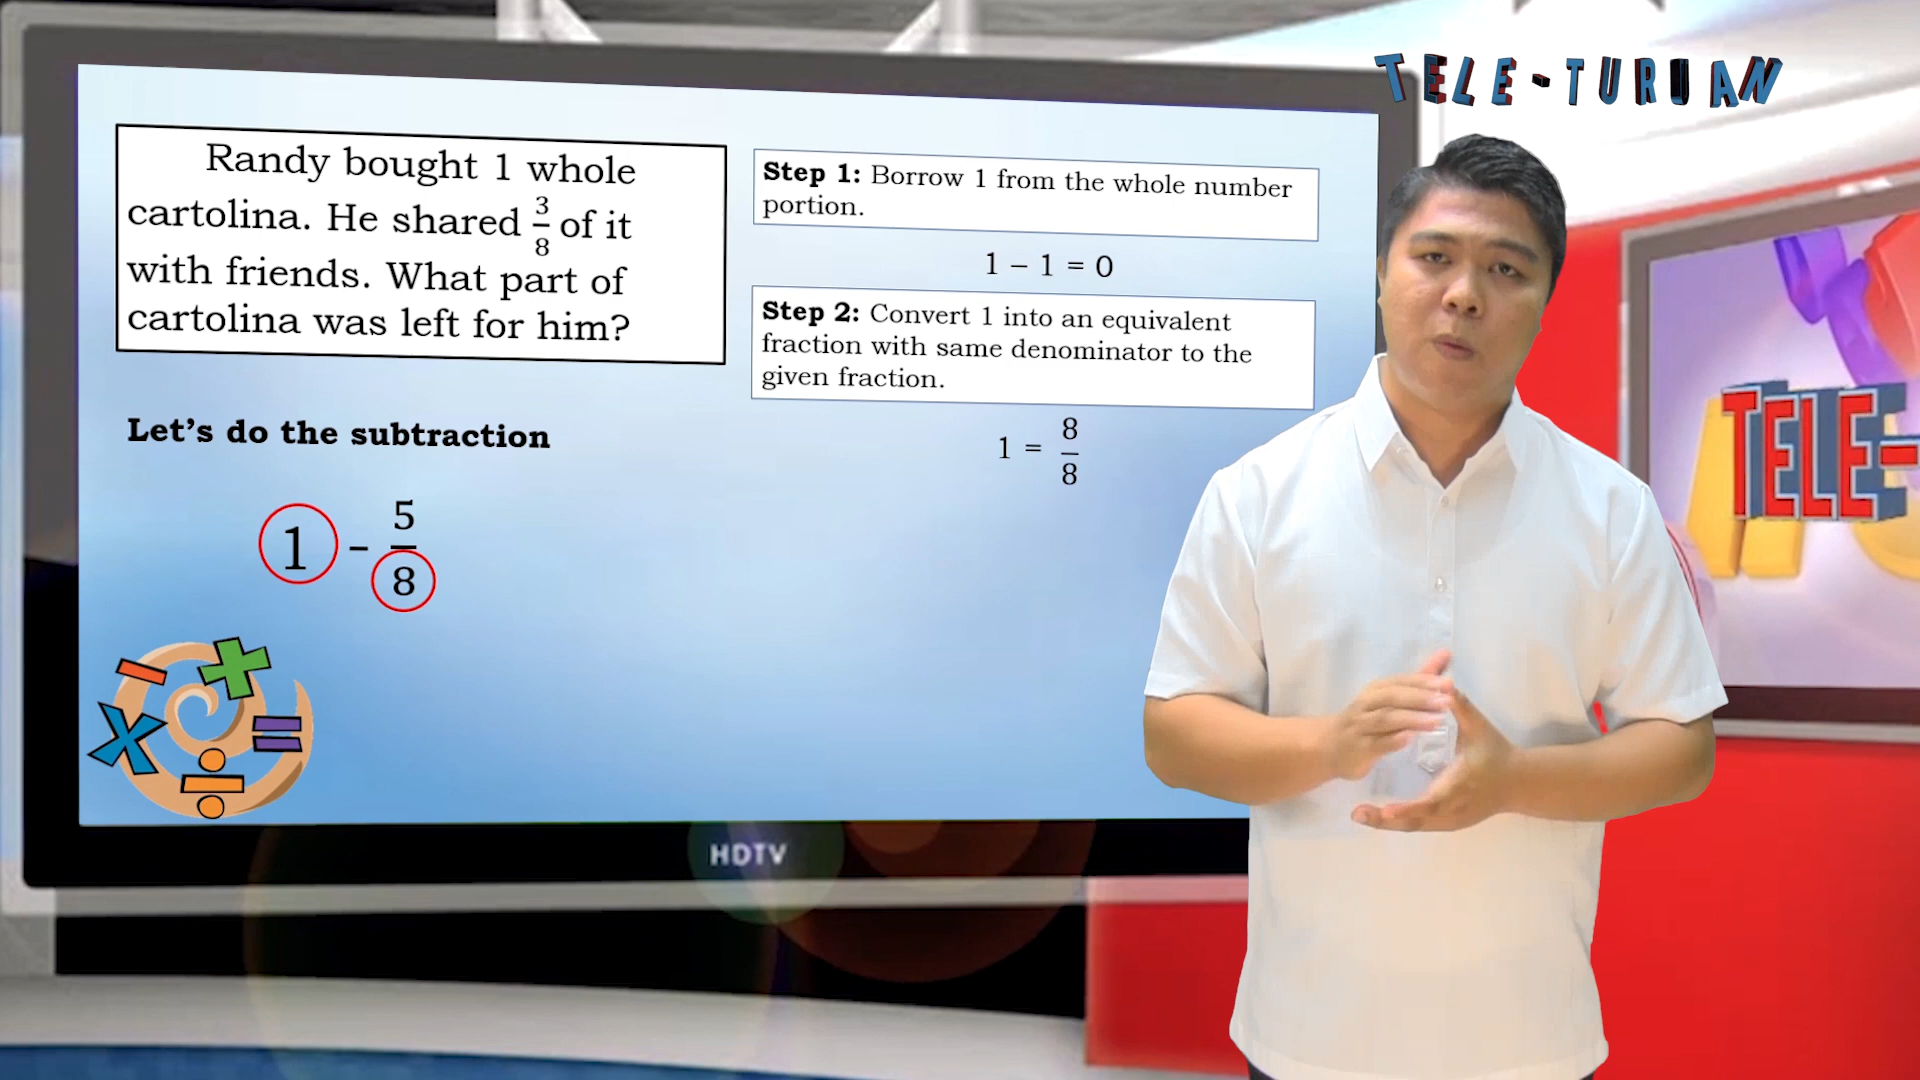 TELE-TURUAN
Randy bought 1 whole
cartolina. He shared 3/8 of it
with friends. What part of
cartolina was left for him?
Let's do the subtraction
1 - 5/8
Step 1: Borrow 1 from the whole number
portion.
1 – 1 = 0
Step 2: Convert 1 into an equivalent
fraction with same denominator to the
given fraction.
1 = 8/8
HDTV
TELE-